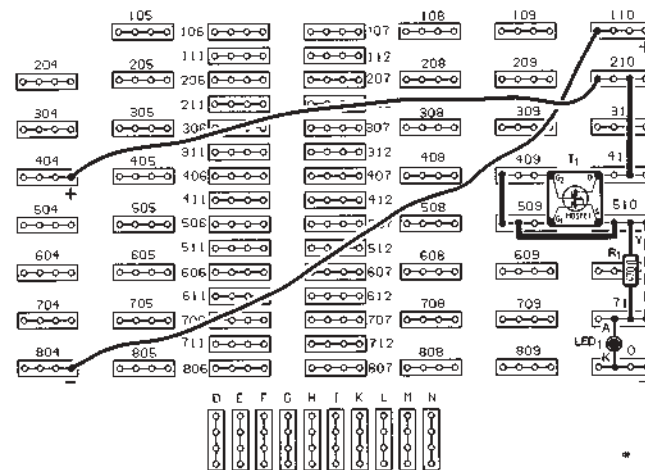 105 106 107 108 109 110
+
111 112
204 205 206 207 208 209 210
211
304 305 306 307 308 309
311 312
404 405 406 407 408 409 T1
+
G2 D
G1 MOSFET
411 412
504 505 506 508 509 510
511 512
604 605 606 607 608 609 R1
611 612
704 705 707 708 709
A
711 712
LED1
K
804 805 806 807 808 809
-
D E F G H I K L M N
*